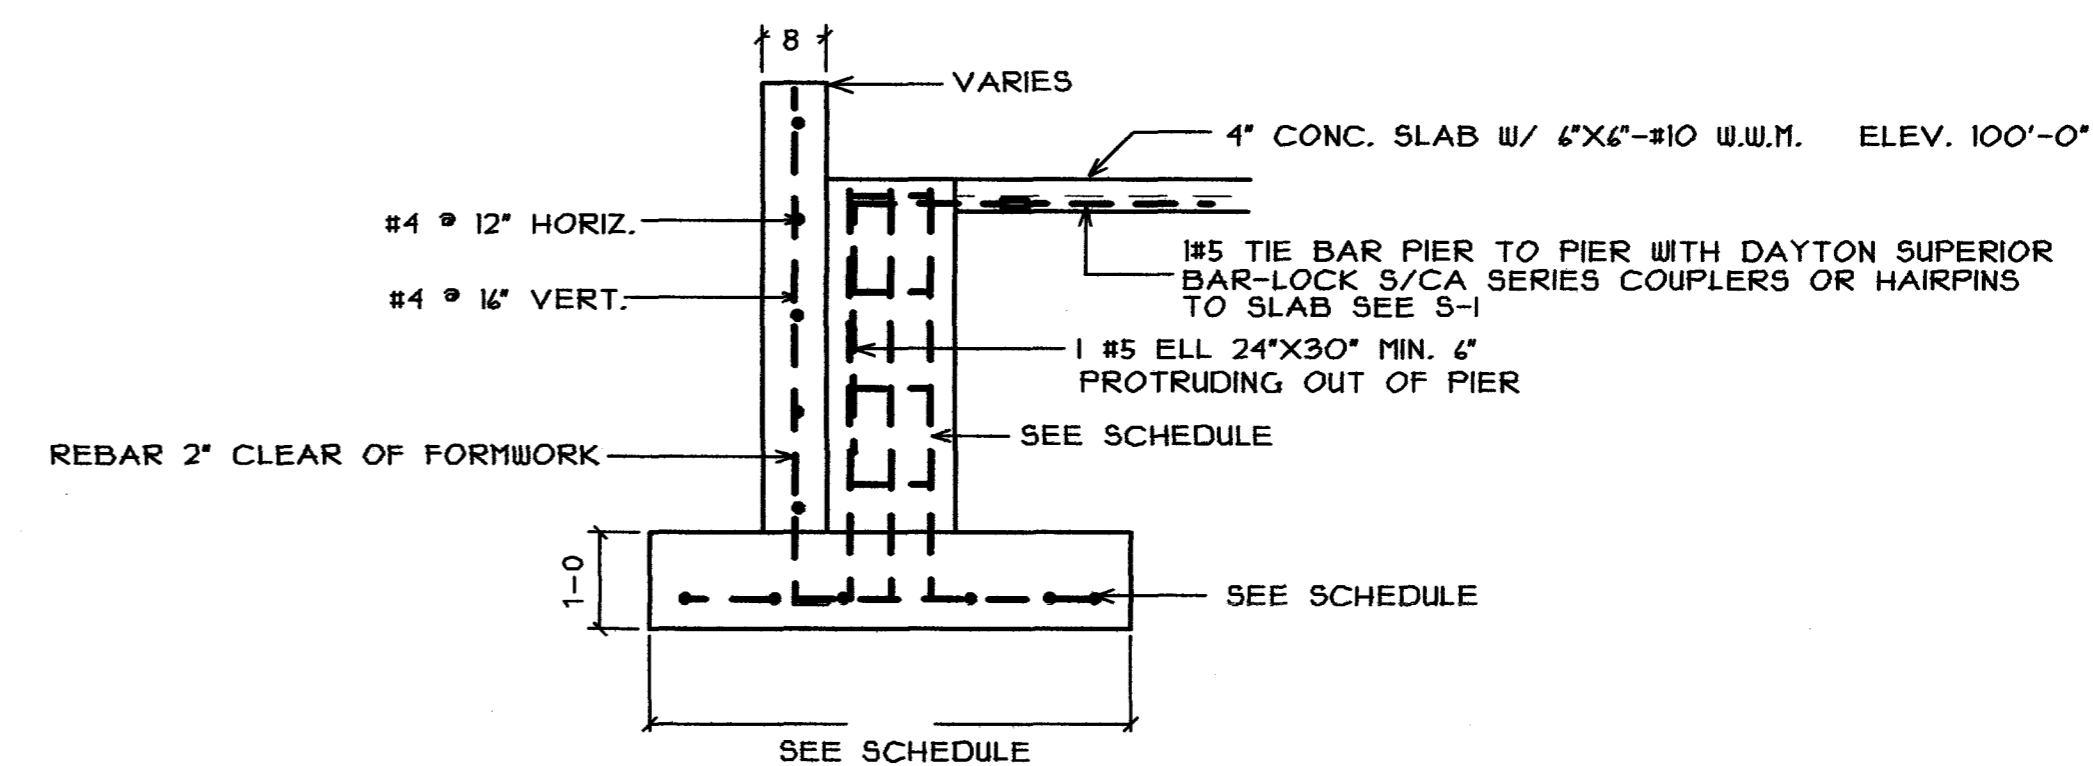 8
VARIES
4" CONC. SLAB W/ 6"X6"-#10 W.W.M. ELEV. 100'-0"
#4 @ 12" HORIZ.
1#5 TIE BAR PIER TO PIER WITH DAYTON SUPERIOR
BAR-LOCK S/CA SERIES COUPLERS OR HAIRPINS
TO SLAB SEE S-1
#4 @ 16" VERT.
1 #5 ELL 24"X30" MIN. 6"
PROTRUDING OUT OF PIER
SEE SCHEDULE
REBAR 2" CLEAR OF FORMWORK
1-0
SEE SCHEDULE
SEE SCHEDULE